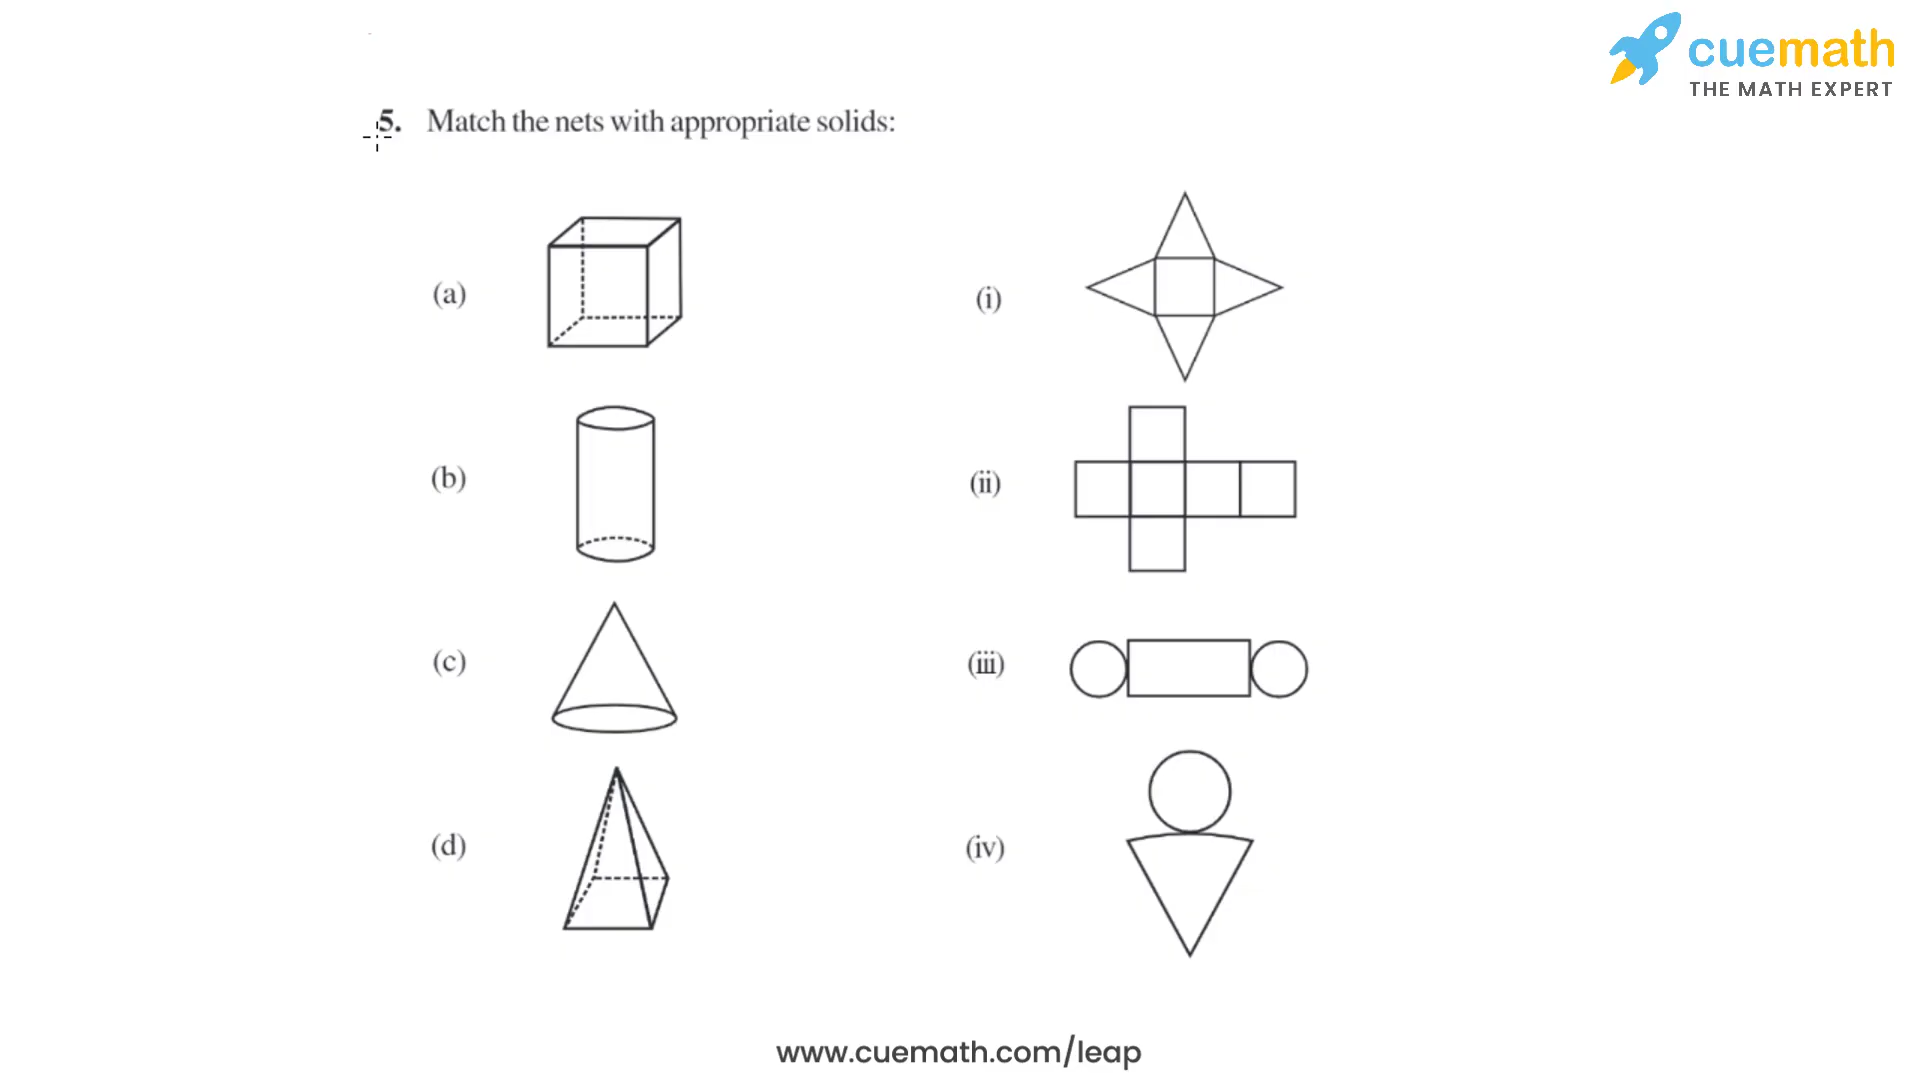 cuemath
THE MATH EXPERT
5. Match the nets with appropriate solids:
(a)
(i)
(b)
(ii)
(c)
(iii)
(d)
(iv)
www.cuemath.com/leap